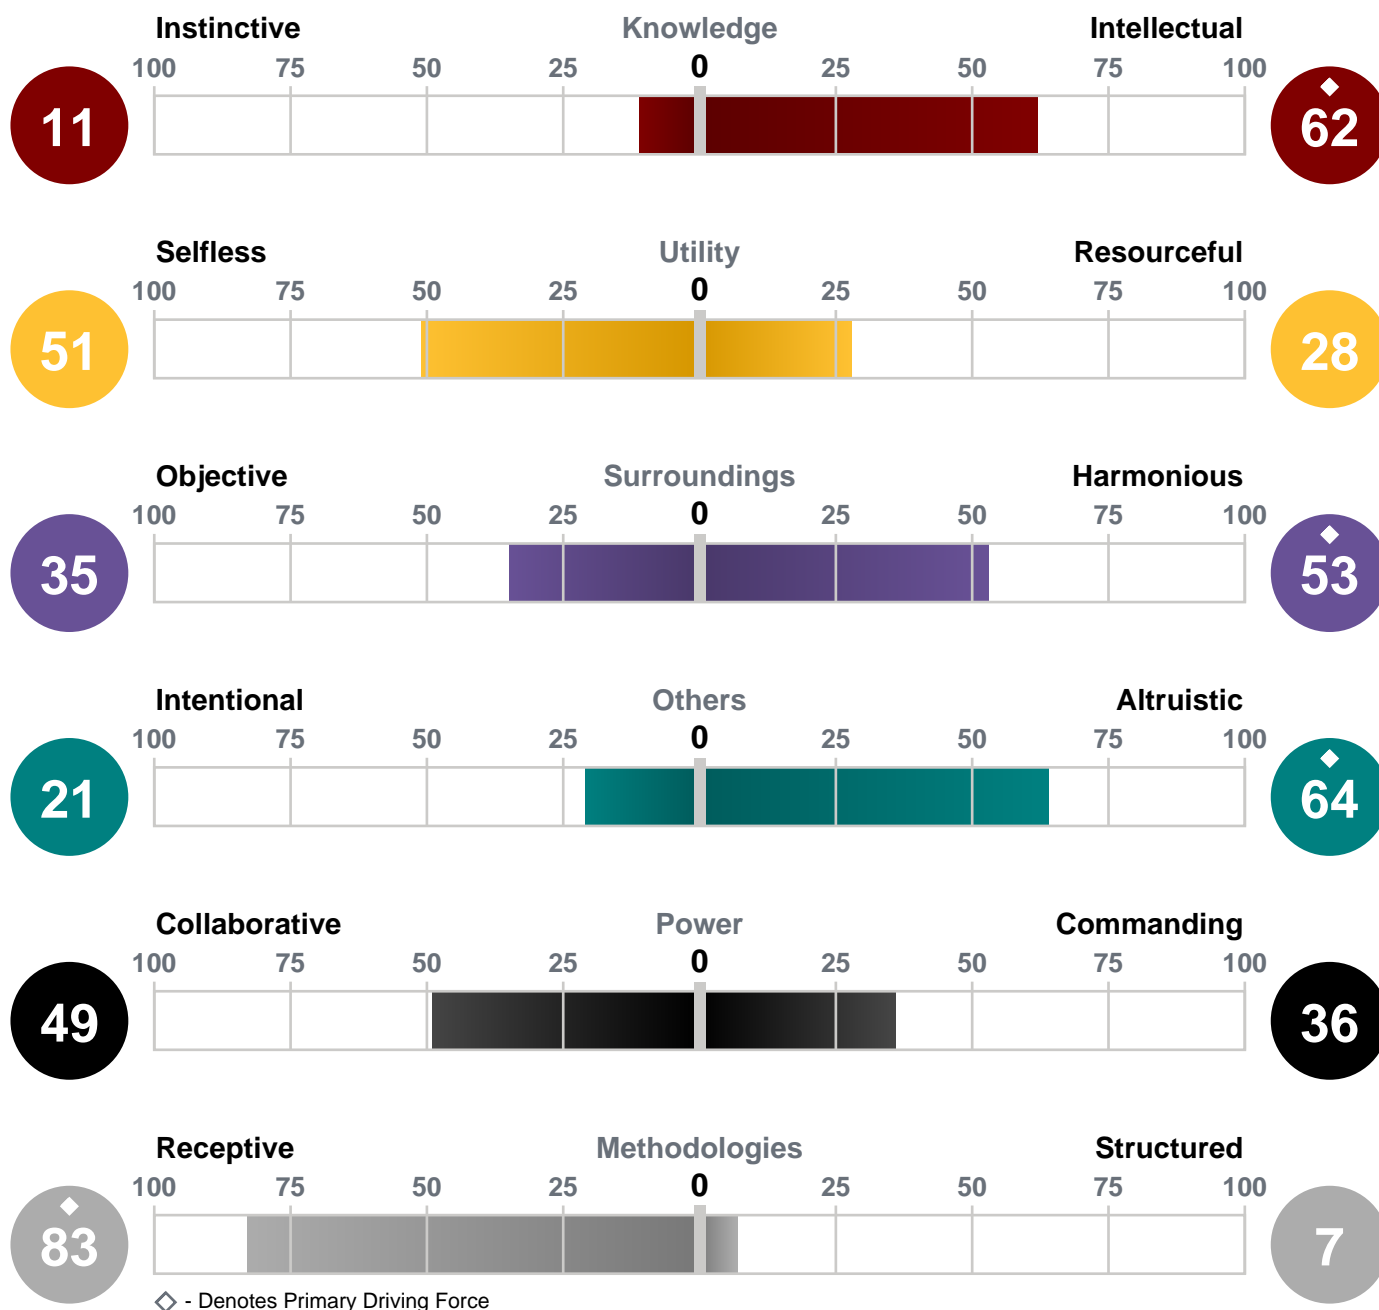 Instinctive Knowledge Intellectual
100 75 50 25 0 25 50 75 100
11 62
Selfless Utility Resourceful
100 75 50 25 0 25 50 75 100
51 28
Objective Surroundings Harmonious
100 75 50 25 0 25 50 75 100
35 53
Intentional Others Altruistic
100 75 50 25 0 25 50 75 100
21 64
Collaborative Power Commanding
100 75 50 25 0 25 50 75 100
49 36
Receptive Methodologies Structured
100 75 50 25 0 25 50 75 100
83 7
- Denotes Primary Driving Force